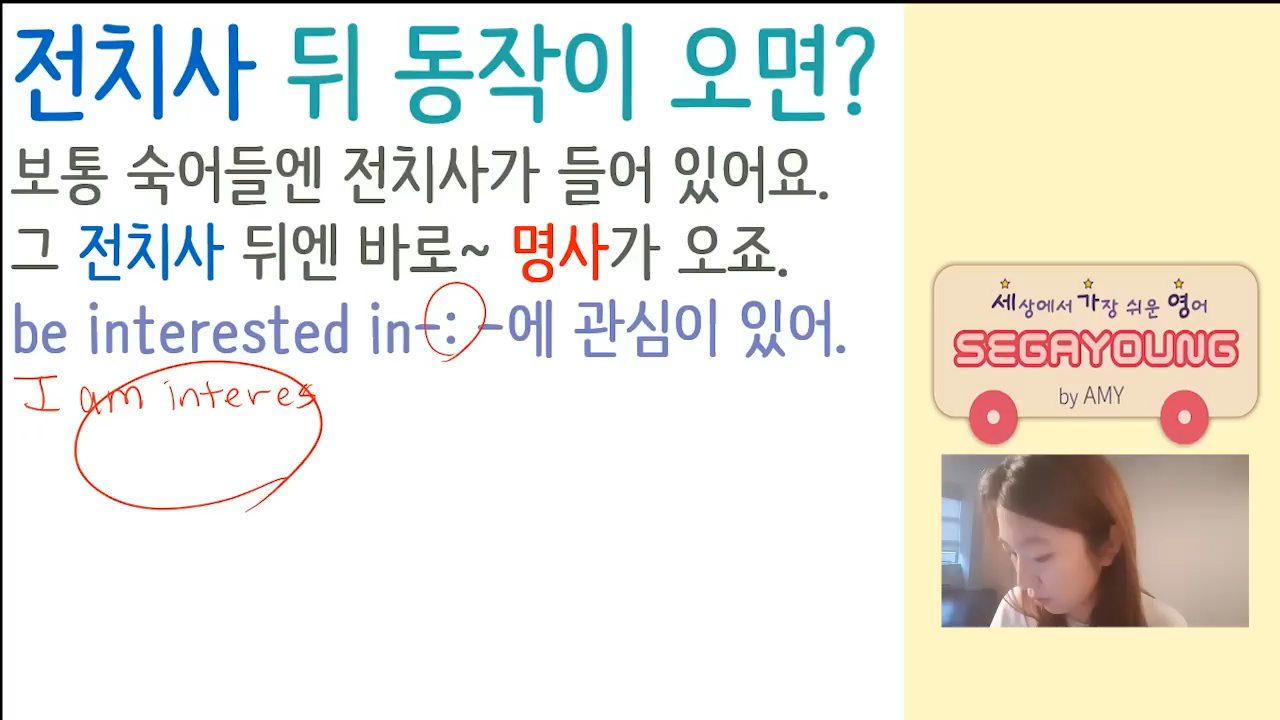 전치사 뒤 동작이 오면?
보통 숙어들엔 전치사가 들어 있어요.
그 전치사 뒤엔 바로~ 명사가 오죠.
be interested in-: -에 관심이 있어.
I am interes
세상에서 가장 쉬운 영어
SEGAYOUNG
by AMY